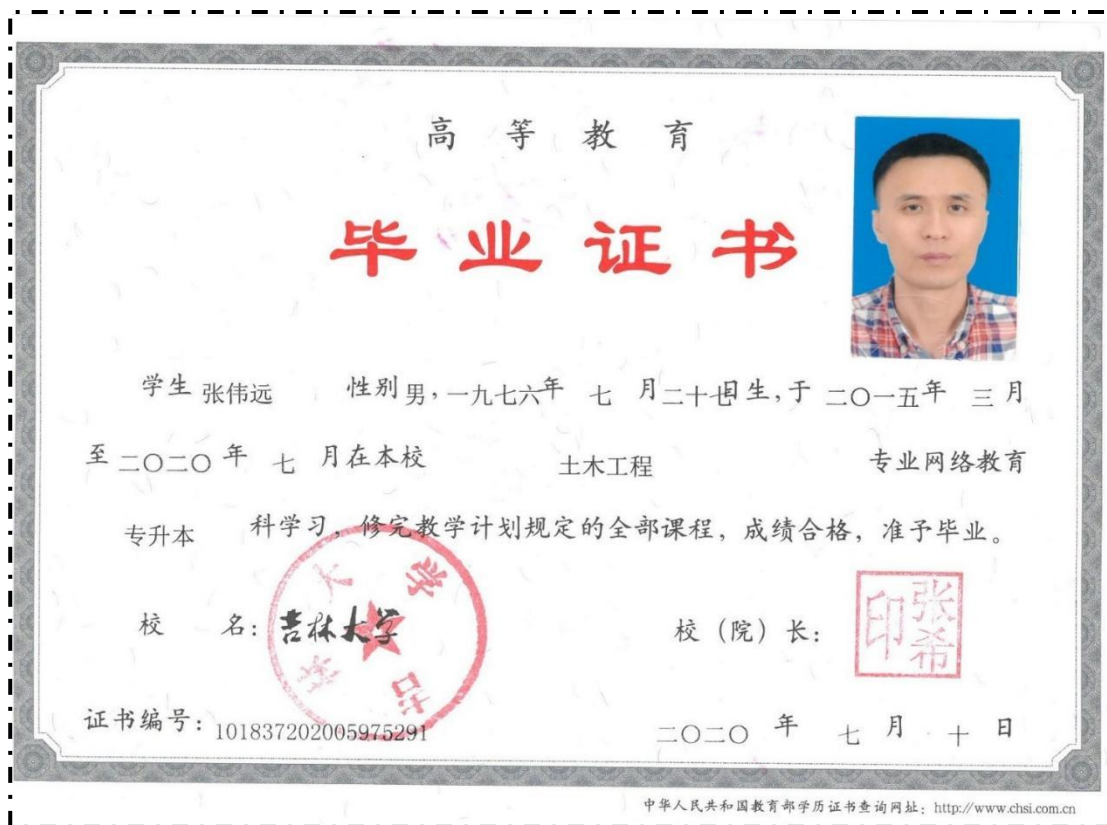 高等教育
毕业证书
学生 张伟远 性别 男，一九七六年 七 月二十七日生，于 二〇一五年 三 月
至 二〇二〇 年 七 月在本校 土木工程 专业网络教育
专升本 科学习，修完教学计划规定的全部课程，成绩合格，准予毕业。
校 名：吉林大学
吉林大学
校（院）长：
张希印
证书编号：101837202005975291
二〇二〇 年 七 月 十 日
中华人民共和国教育部学历证书查询网址：http://www.chsi.com.cn